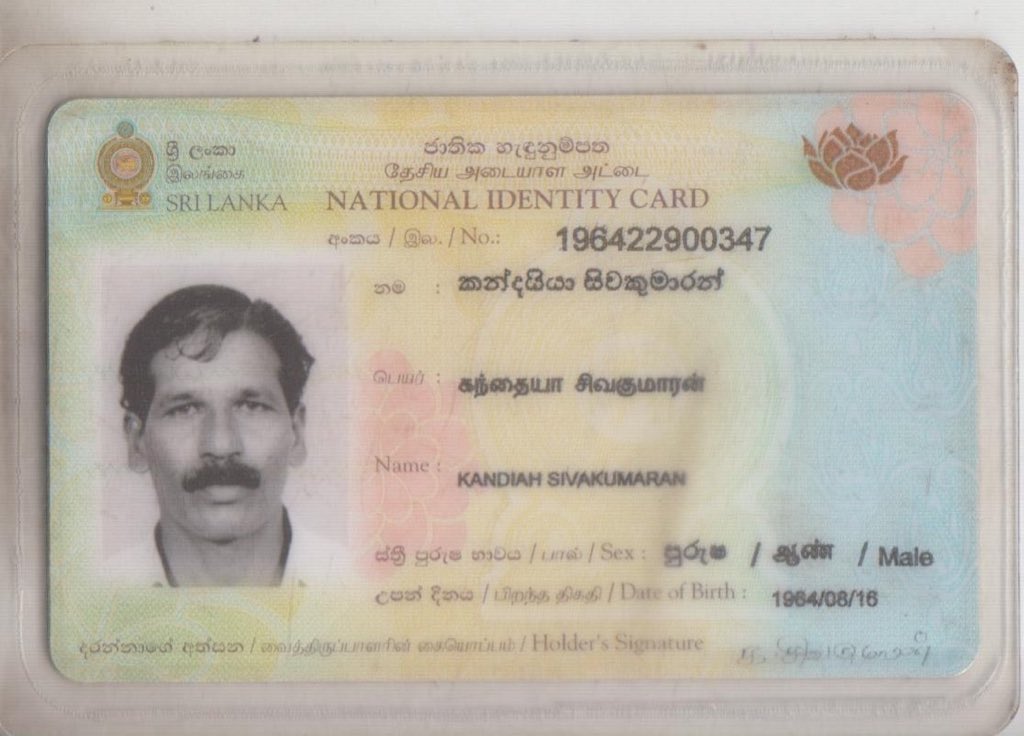 ශ්‍රී ලංකා
இலங்கை
SRI LANKA
ජාතික හැඳුනුම්පත
தேசிய அடையாள அட்டை
NATIONAL IDENTITY CARD
අංකය / இல. / No.: 196422900347
නම : කන්දයියා සිවකුමාරන්
பெயர் : கந்தையா சிவகுமாரன்
Name : KANDIAH SIVAKUMARAN
ස්ත්‍රී පුරුෂ භාවය / பால் / Sex : පුරුෂ / ஆண் / Male
උපන් දිනය / பிறந்த திகதி / Date of Birth : 1964/08/16
දරන්නාගේ අත්සන / வைத்திருப்பாளரின் கையொப்பம் / Holder's Signature